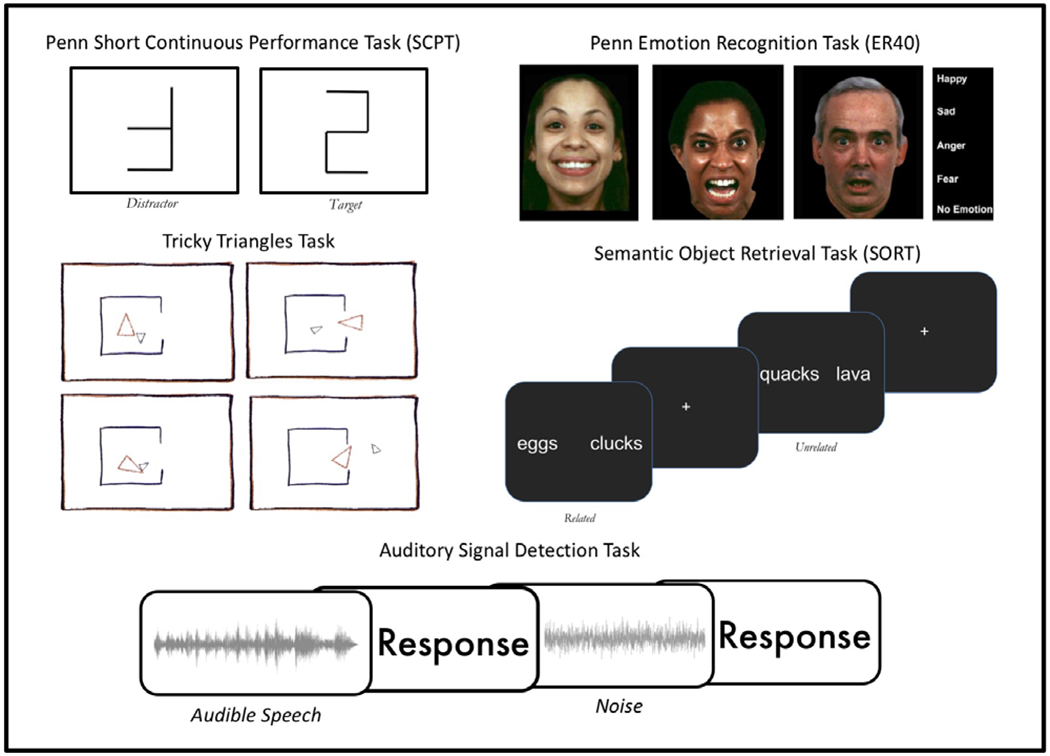 Penn Short Continuous Performance Task (SCPT)
Distractor
Target
Penn Emotion Recognition Task (ER40)
Happy
Sad
Anger
Fear
No Emotion
Tricky Triangles Task
Semantic Object Retrieval Task (SORT)
+
quacks lava
Unrelated
+
eggs clucks
Related
Auditory Signal Detection Task
Response
Response
Audible Speech
Noise